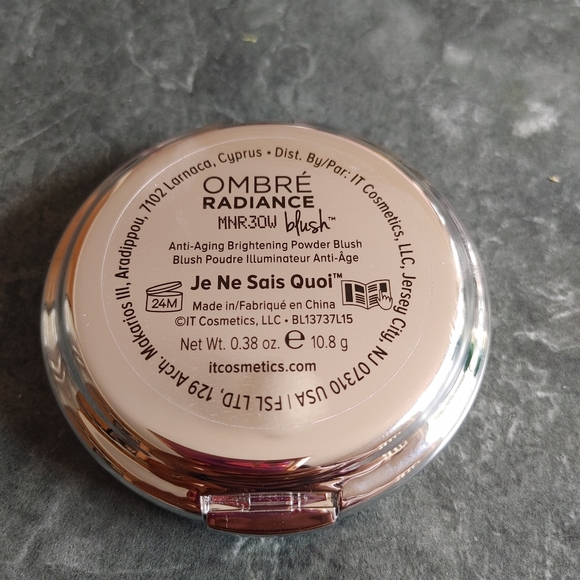 129 Arch. Makarios III, Aradippou, 7102 Larnaca, Cyprus • Dist. By/Par: IT Cosmetics, LLC, Jersey City, NJ 07310 USA | FSL LTD,
OMBRÉ
RADIANCE
MNR30W blush™
Anti-Aging Brightening Powder Blush
Blush Poudre Illuminateur Anti-Âge
Je Ne Sais Quoi™
24M
Made in/Fabriqué en China
©IT Cosmetics, LLC • BL13737L15
Net Wt. 0.38 oz. e 10.8 g
itcosmetics.com